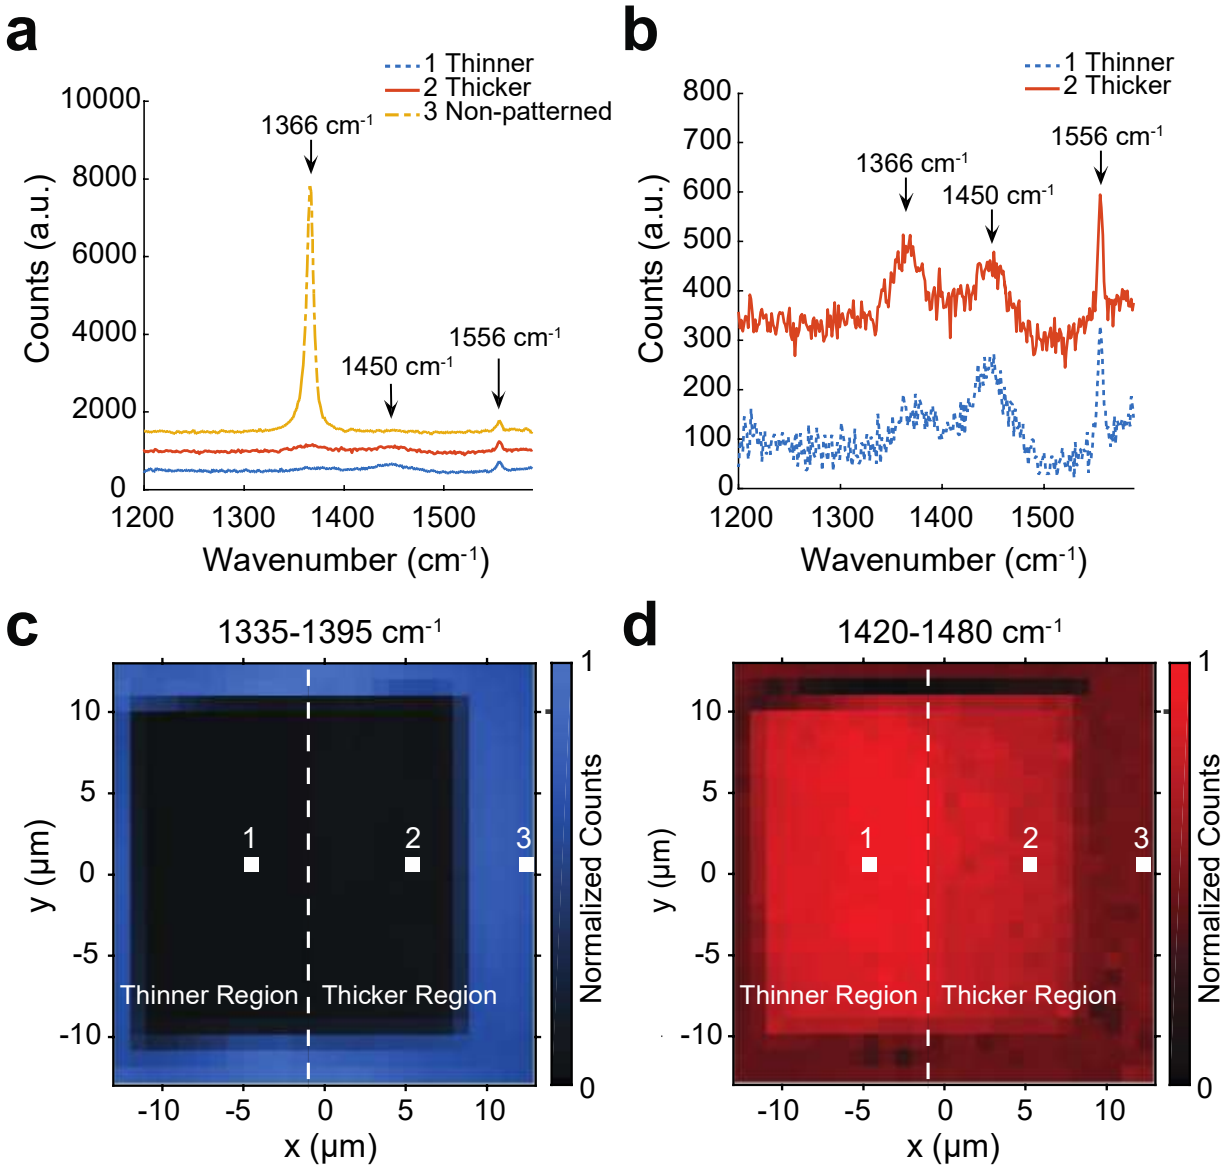 a
1 Thinner
2 Thicker
3 Non-patterned
10000
8000
6000
4000
2000
0
Counts (a.u.)
1366 cm-1
1450 cm-1
1556 cm-1
1200
1300
1400
1500
Wavenumber (cm-1)
b
1 Thinner
2 Thicker
800
700
600
500
400
300
200
100
0
Counts (a.u.)
1366 cm-1
1450 cm-1
1556 cm-1
1200
1300
1400
1500
Wavenumber (cm-1)
c
1335-1395 cm-1
10
5
0
-5
-10
y (µm)
1
2
3
Thinner Region
Thicker Region
-10
-5
0
5
10
x (µm)
1
0
Normalized Counts
d
1420-1480 cm-1
10
5
0
-5
-10
y (µm)
1
2
3
Thinner Region
Thicker Region
-10
-5
0
5
10
x (µm)
1
0
Normalized Counts